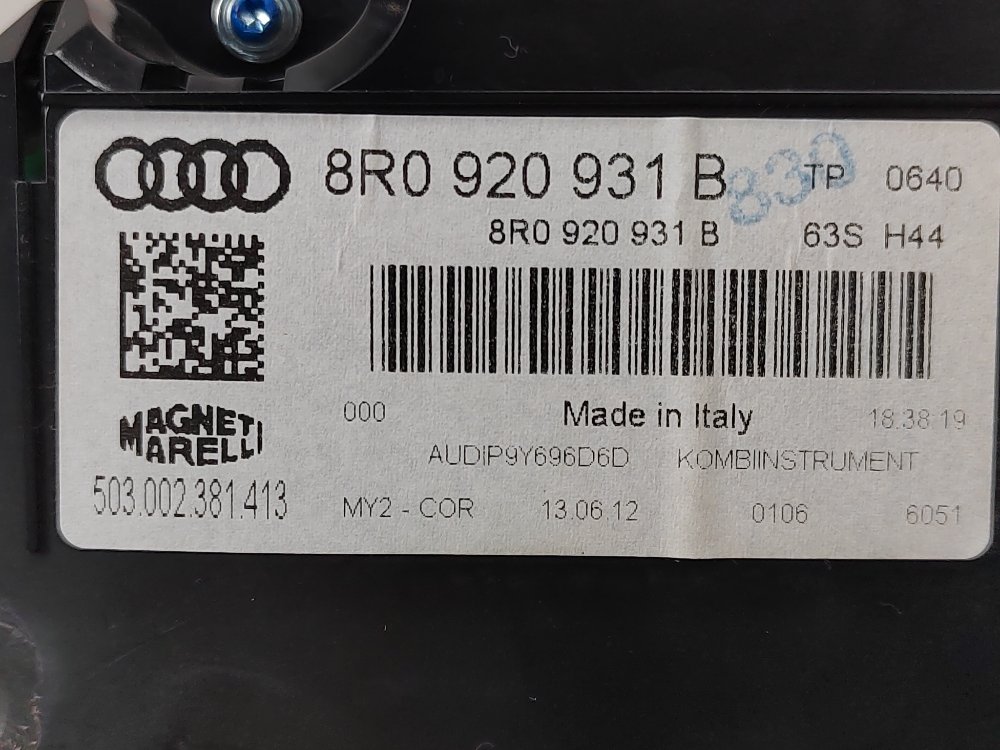 8R0 920 931 B TP 0640
830
8R0 920 931 B 63S H44
000 Made in Italy 18:38:19
MAGNETI
MARELLI
AUDIP9Y696D6D KOMBIINSTRUMENT
503.002.381.413 MY2 - COR 13.06.12 0106 6051